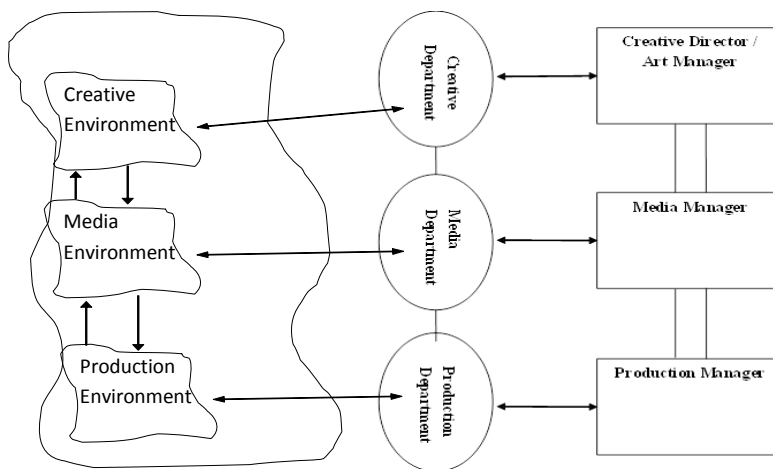 Creative
Environment
Creative
Department
Creative Director /
Art Manager
Media
Environment
Media
Department
Media Manager
Production
Environment
Production
Department
Production Manager